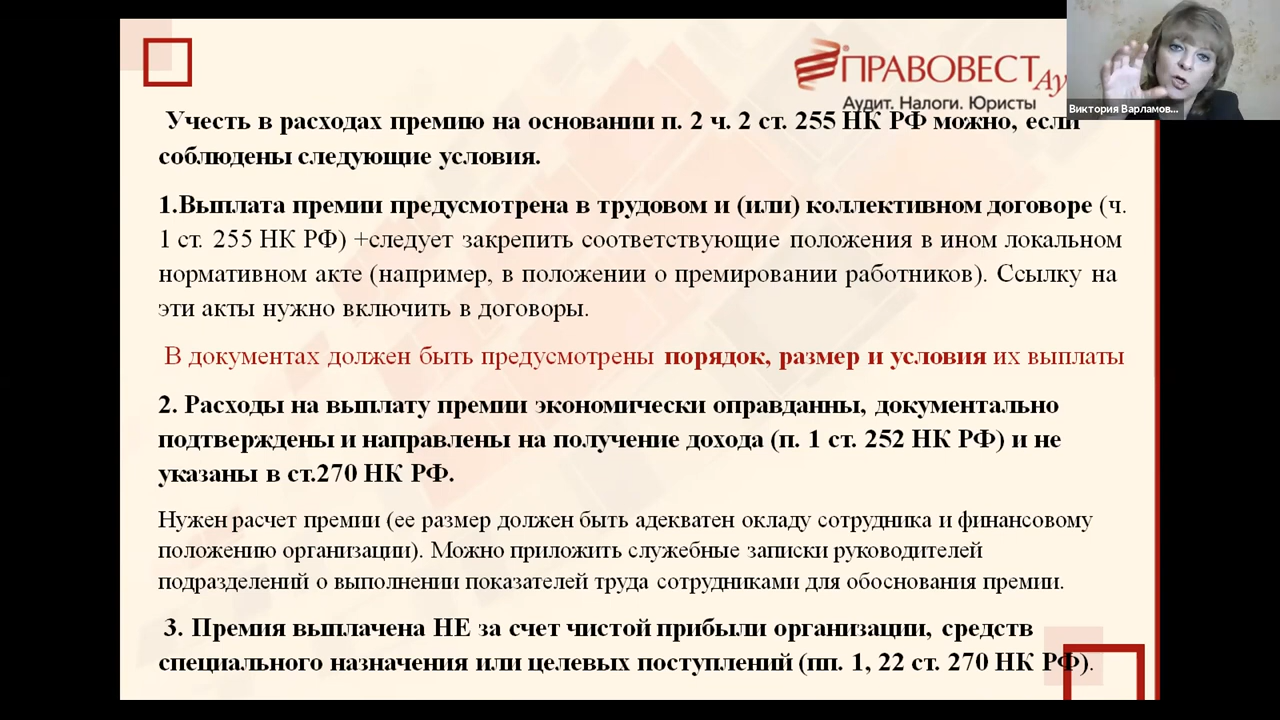 ПРАВОВЕСТ Ау
Аудит. Налоги. Юристы
Виктория Варламов...
Учесть в расходах премию на основании п. 2 ч. 2 ст. 255 НК РФ можно, если
соблюдены следующие условия.
1.Выплата премии предусмотрена в трудовом и (или) коллективном договоре (ч.
1 ст. 255 НК РФ) +следует закрепить соответствующие положения в ином локальном
нормативном акте (например, в положении о премировании работников). Ссылку на
эти акты нужно включить в договоры.
В документах должен быть предусмотрены порядок, размер и условия их выплаты
2. Расходы на выплату премии экономически оправданны, документально
подтверждены и направлены на получение дохода (п. 1 ст. 252 НК РФ) и не
указаны в ст.270 НК РФ.
Нужен расчет премии (ее размер должен быть адекватен окладу сотрудника и финансовому
положению организации). Можно приложить служебные записки руководителей
подразделений о выполнении показателей труда сотрудниками для обоснования премии.
3. Премия выплачена НЕ за счет чистой прибыли организации, средств
специального назначения или целевых поступлений (пп. 1, 22 ст. 270 НК РФ).